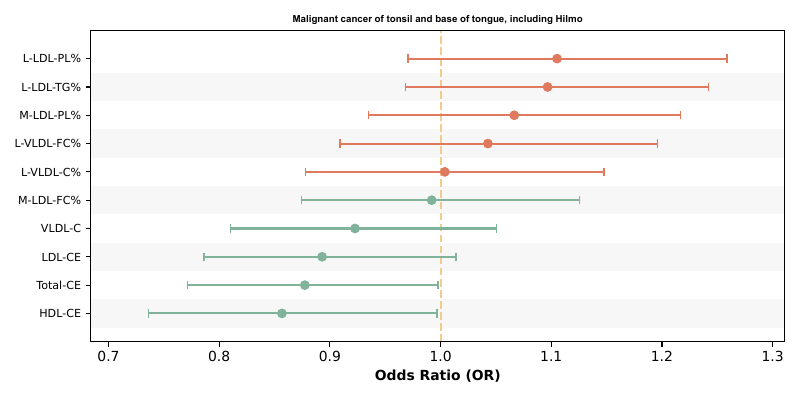 Malignant cancer of tonsil and base of tongue, including Hilmo
L-LDL-PL%
L-LDL-TG%
M-LDL-PL%
L-VLDL-FC%
L-VLDL-C%
M-LDL-FC%
VLDL-C
LDL-CE
Total-CE
HDL-CE
0.7 0.8 0.9 1.0 1.1 1.2 1.3
Odds Ratio (OR)